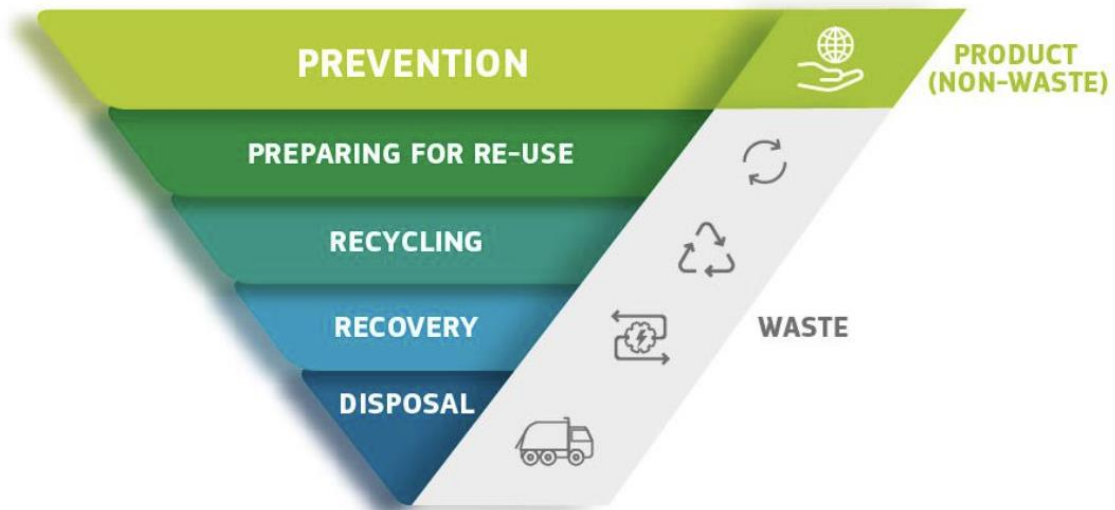 PREVENTION
PRODUCT
(NON-WASTE)
PREPARING FOR RE-USE
RECYCLING
RECOVERY
WASTE
DISPOSAL